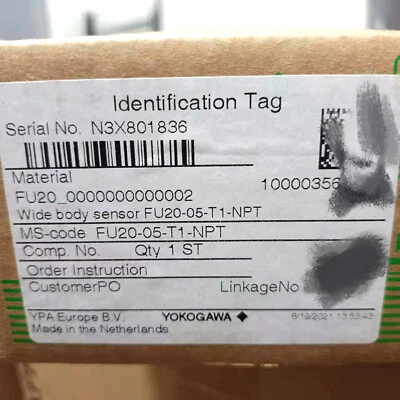 Identification Tag
Serial No. N3X801836
Material
10000356
FU20_0000000000002
Wide body sensor FU20-05-T1-NPT
MS-code FU20-05-T1-NPT
Comp. No. Qty 1 ST
Order Instruction
CustomerPO LinkageNo
YPA Europe B.V. YOKOGAWA
Made in the Netherlands